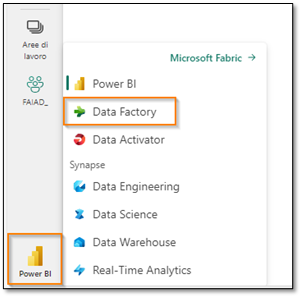 Aree di
lavoro
FAIAD_
Power BI
Microsoft Fabric →
Power BI
Data Factory
Data Activator
Synapse
Data Engineering
Data Science
Data Warehouse
Real-Time Analytics